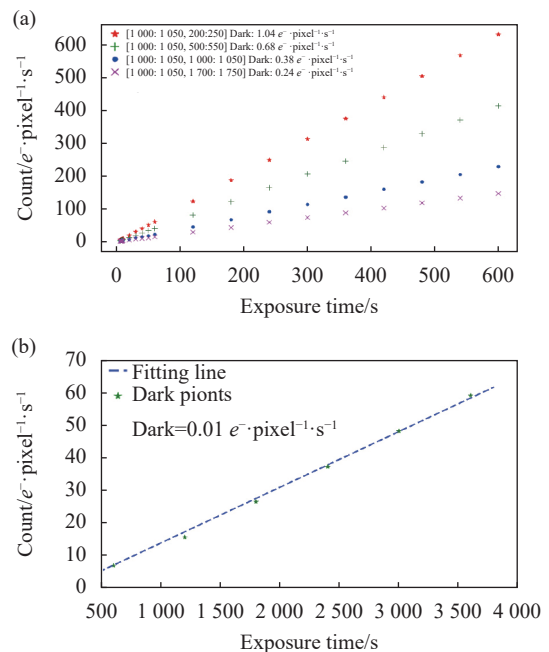 (a)
[1 000: 1 050, 200:250] Dark: 1.04 e⁻·pixel⁻¹·s⁻¹
[1 000: 1 050, 500:550] Dark: 0.68 e⁻·pixel⁻¹·s⁻¹
[1 000: 1 050, 1 000: 1 050] Dark: 0.38 e⁻·pixel⁻¹·s⁻¹
[1 000: 1 050, 1 700: 1 750] Dark: 0.24 e⁻·pixel⁻¹·s⁻¹
Count/e⁻·pixel⁻¹·s⁻¹
600
500
400
300
200
100
0
0 100 200 300 400 500 600
Exposure time/s
(b)
Fitting line
Dark pionts
Dark=0.01 e⁻·pixel⁻¹·s⁻¹
Count/e⁻·pixel⁻¹·s⁻¹
70
60
50
40
30
20
10
0
500 1 000 1 500 2 000 2 500 3 000 3 500 4 000
Exposure time/s